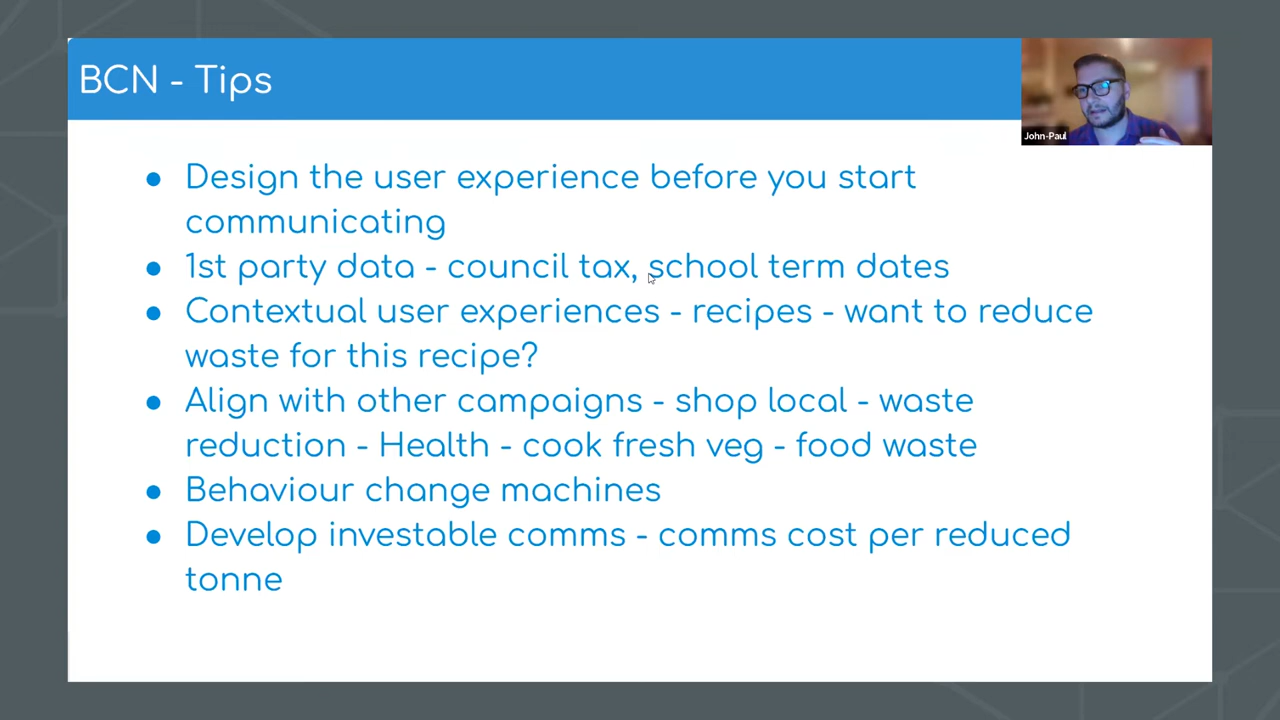 BCN - Tips
John-Paul
● Design the user experience before you start
communicating
● 1st party data - council tax, school term dates
● Contextual user experiences - recipes - want to reduce
waste for this recipe?
● Align with other campaigns - shop local - waste
reduction - Health - cook fresh veg - food waste
● Behaviour change machines
● Develop investable comms - comms cost per reduced
tonne